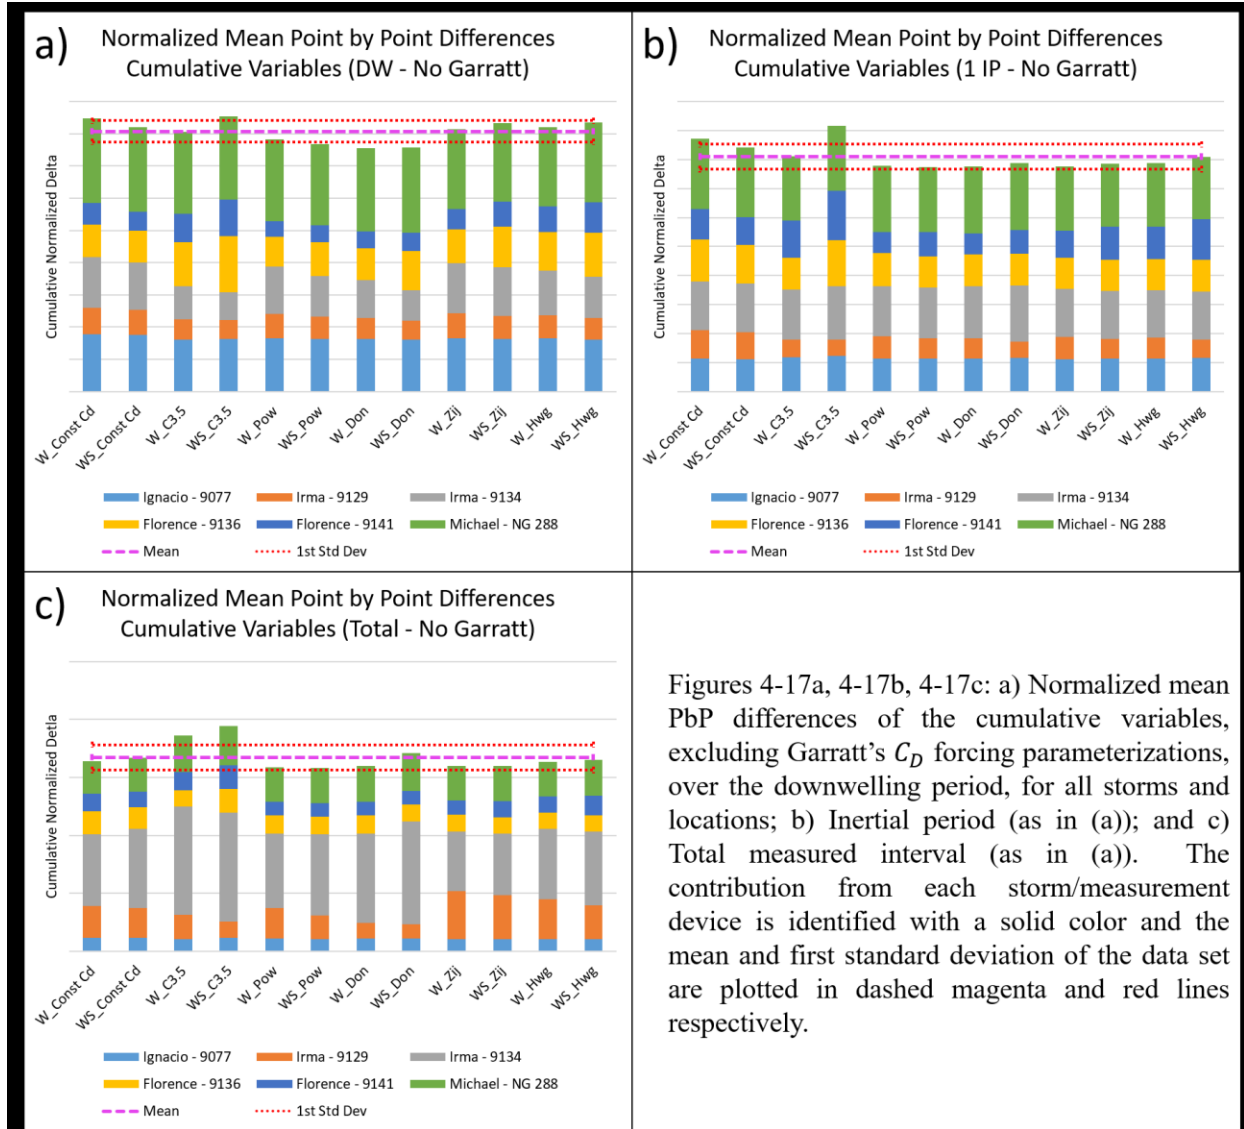 a)
Normalized Mean Point by Point Differences
Cumulative Variables (DW - No Garratt)
Cumulative Normalized Delta
W_Const Cd
WS_Const Cd
W_C3.5
WS_C3.5
W_Pow
WS_Pow
W_Don
WS_Don
W_Zij
WS_Zij
W_Hwg
WS_Hwg
Ignacio - 9077 Irma - 9129 Irma - 9134
Florence - 9136 Florence - 9141 Michael - NG 288
Mean 1st Std Dev
b)
Normalized Mean Point by Point Differences
Cumulative Variables (1 IP - No Garratt)
Cumulative Normalized Delta
W_Const Cd
WS_Const Cd
W_C3.5
WS_C3.5
W_Pow
WS_Pow
W_Don
WS_Don
W_Zij
WS_Zij
W_Hwg
WS_Hwg
Ignacio - 9077 Irma - 9129 Irma - 9134
Florence - 9136 Florence - 9141 Michael - NG 288
Mean 1st Std Dev
c)
Normalized Mean Point by Point Differences
Cumulative Variables (Total - No Garratt)
Cumulative Normalized Detla
W_Const Cd
WS_Const Cd
W_C3.5
WS_C3.5
W_Pow
WS_Pow
W_Don
WS_Don
W_Zij
WS_Zij
W_Hwg
WS_Hwg
Ignacio - 9077 Irma - 9129 Irma - 9134
Florence - 9136 Florence - 9141 Michael - NG 288
Mean 1st Std Dev
Figures 4-17a, 4-17b, 4-17c: a) Normalized mean
PbP differences of the cumulative variables,
excluding Garratt's C_D forcing parameterizations,
over the downwelling period, for all storms and
locations; b) Inertial period (as in (a)); and c)
Total measured interval (as in (a)). The
contribution from each storm/measurement
device is identified with a solid color and the
mean and first standard deviation of the data set
are plotted in dashed magenta and red lines
respectively.